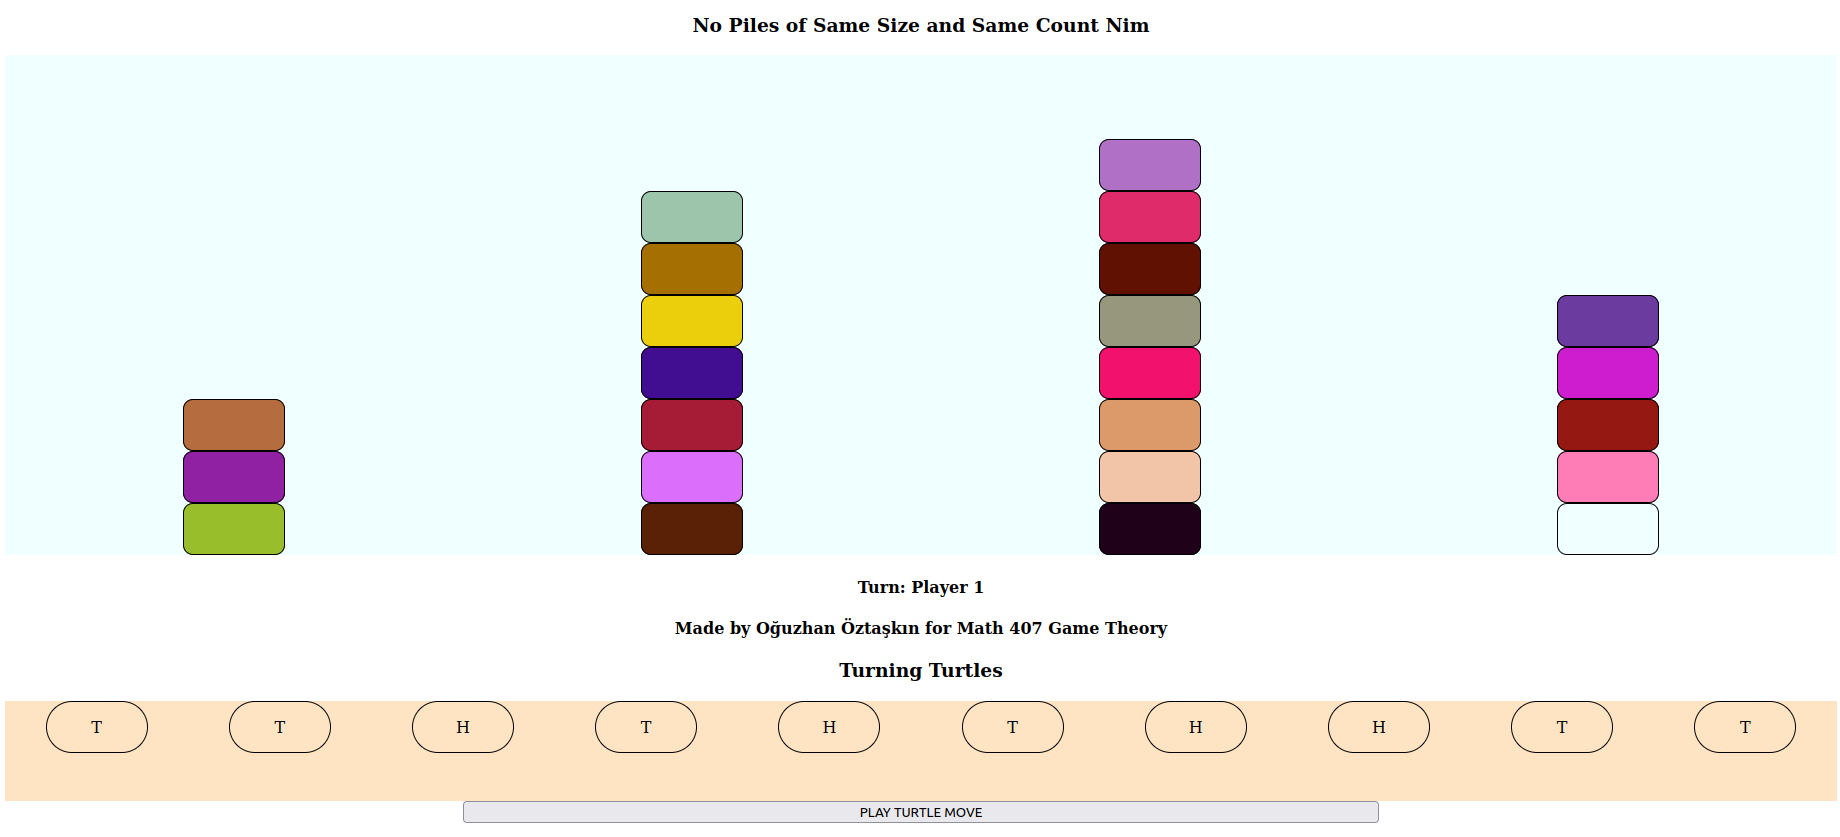 No Piles of Same Size and Same Count Nim
Turn: Player 1
Made by Oğuzhan Öztaşkın for Math 407 Game Theory
Turning Turtles
T T H T H T H H T T
PLAY TURTLE MOVE